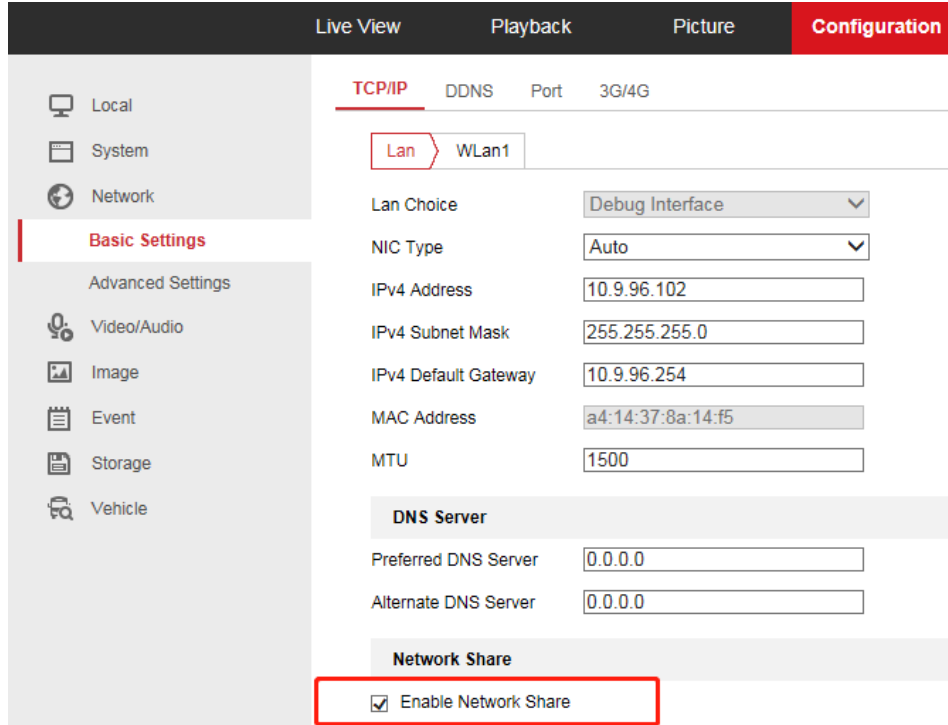 Live View Playback Picture Configuration
TCP/IP DDNS Port 3G/4G
Local
System
Network
Basic Settings
Advanced Settings
Video/Audio
Image
Event
Storage
Vehicle
Lan WLan1
Lan Choice Debug Interface
NIC Type Auto
IPv4 Address 10.9.96.102
IPv4 Subnet Mask 255.255.255.0
IPv4 Default Gateway 10.9.96.254
MAC Address a4:14:37:8a:14:f5
MTU 1500
DNS Server
Preferred DNS Server 0.0.0.0
Alternate DNS Server 0.0.0.0
Network Share
Enable Network Share